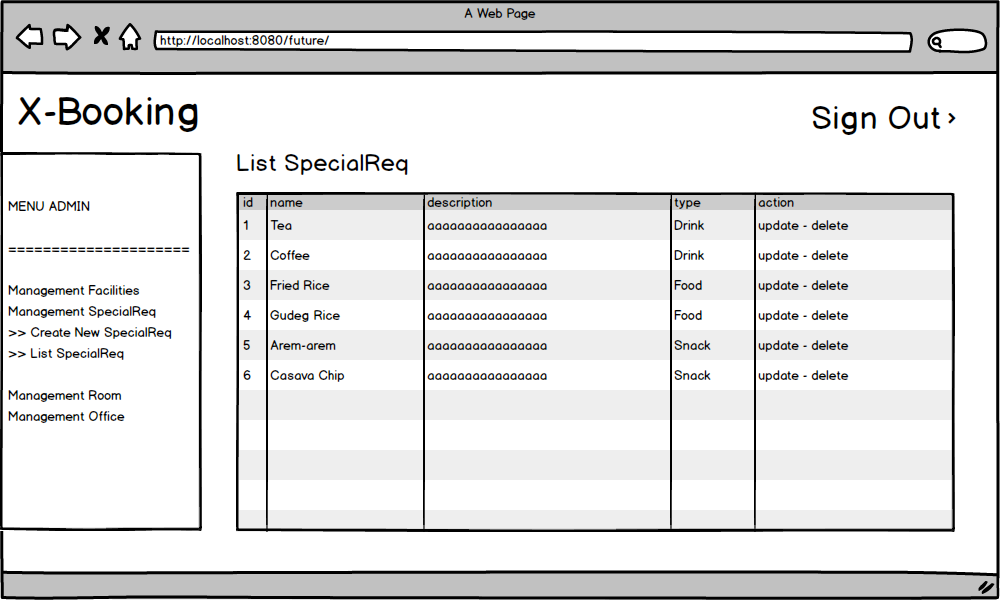 A Web Page
http://localhost:8080/future/
X-Booking
Sign Out
MENU ADMIN
=====================
Management Facilities
Management SpecialReq
>> Create New SpecialReq
>> List SpecialReq
Management Room
Management Office
List SpecialReq
id name description type action
1 Tea aaaaaaaaaaaaaaaa Drink update - delete
2 Coffee aaaaaaaaaaaaaaaa Drink update - delete
3 Fried Rice aaaaaaaaaaaaaaaa Food update - delete
4 Gudeg Rice aaaaaaaaaaaaaaaa Food update - delete
5 Arem-arem aaaaaaaaaaaaaaaa Snack update - delete
6 Casava Chip aaaaaaaaaaaaaaaa Snack update - delete